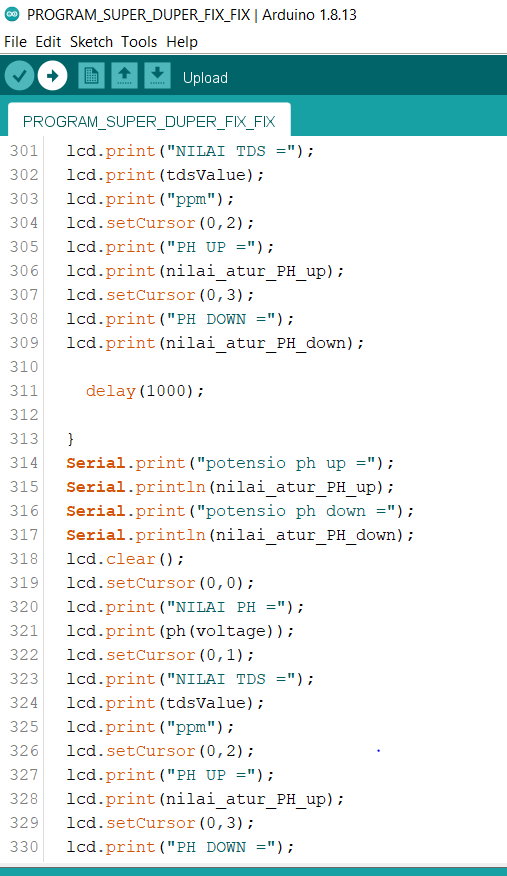 PROGRAM_SUPER_DUPER_FIX_FIX | Arduino 1.8.13
File Edit Sketch Tools Help
Upload
PROGRAM_SUPER_DUPER_FIX_FIX
301 lcd.print("NILAI TDS =");
302 lcd.print(tdsValue);
303 lcd.print("ppm");
304 lcd.setCursor(0,2);
305 lcd.print("PH UP =");
306 lcd.print(nilai_atur_PH_up);
307 lcd.setCursor(0,3);
308 lcd.print("PH DOWN =");
309 lcd.print(nilai_atur_PH_down);
310
311   delay(1000);
312
313 }
314 Serial.print("potensio ph up =");
315 Serial.println(nilai_atur_PH_up);
316 Serial.print("potensio ph down =");
317 Serial.println(nilai_atur_PH_down);
318 lcd.clear();
319 lcd.setCursor(0,0);
320 lcd.print("NILAI PH =");
321 lcd.print(ph(voltage));
322 lcd.setCursor(0,1);
323 lcd.print("NILAI TDS =");
324 lcd.print(tdsValue);
325 lcd.print("ppm");
326 lcd.setCursor(0,2);
327 lcd.print("PH UP =");
328 lcd.print(nilai_atur_PH_up);
329 lcd.setCursor(0,3);
330 lcd.print("PH DOWN =");